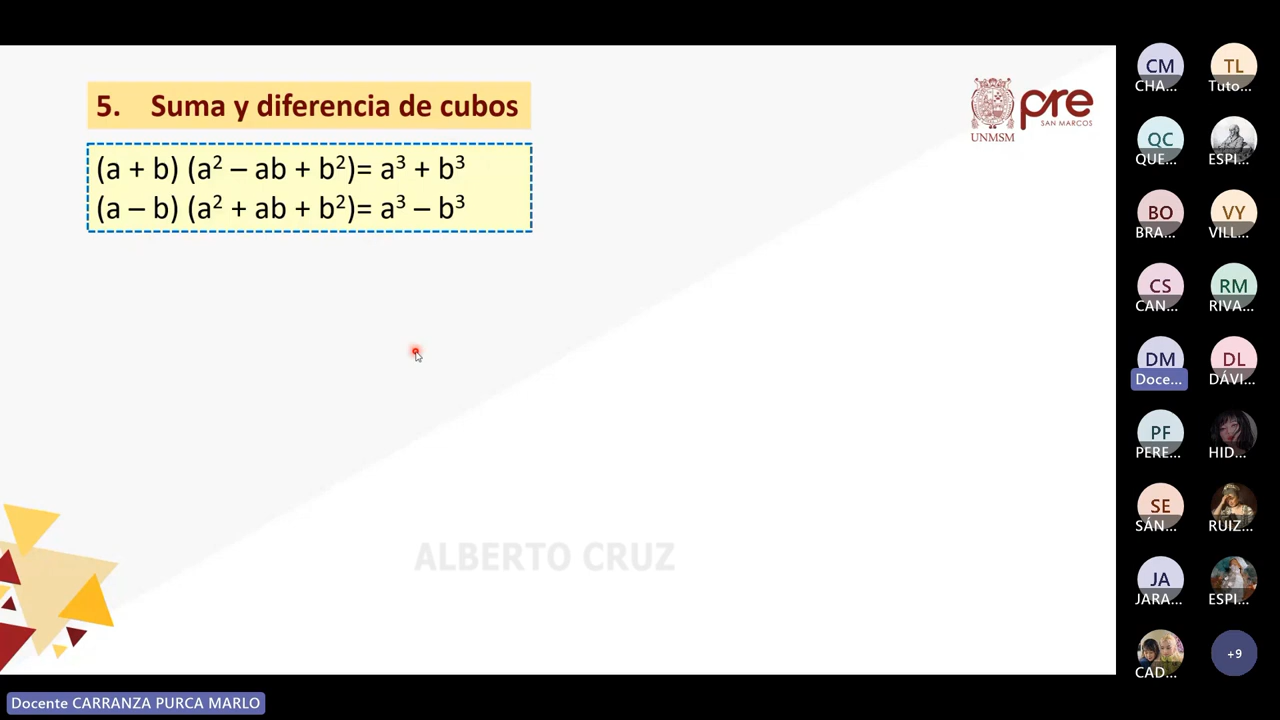 5. Suma y diferencia de cubos
(a + b) (a² – ab + b²)= a³ + b³
(a – b) (a² + ab + b²)= a³ – b³
UNMSM
pre
SAN MARCOS
ALBERTO CRUZ
CM
CHA...
TL
Tuto...
QC
QUE...
ESPI...
BO
BRA...
VY
VILL...
CS
CAN...
RM
RIVA...
DM
Doce...
DL
DÁVI...
PF
PERE...
HID...
SE
SÁN...
RUIZ...
JA
JARA...
ESPI...
CAD...
+9
Docente CARRANZA PURCA MARLO